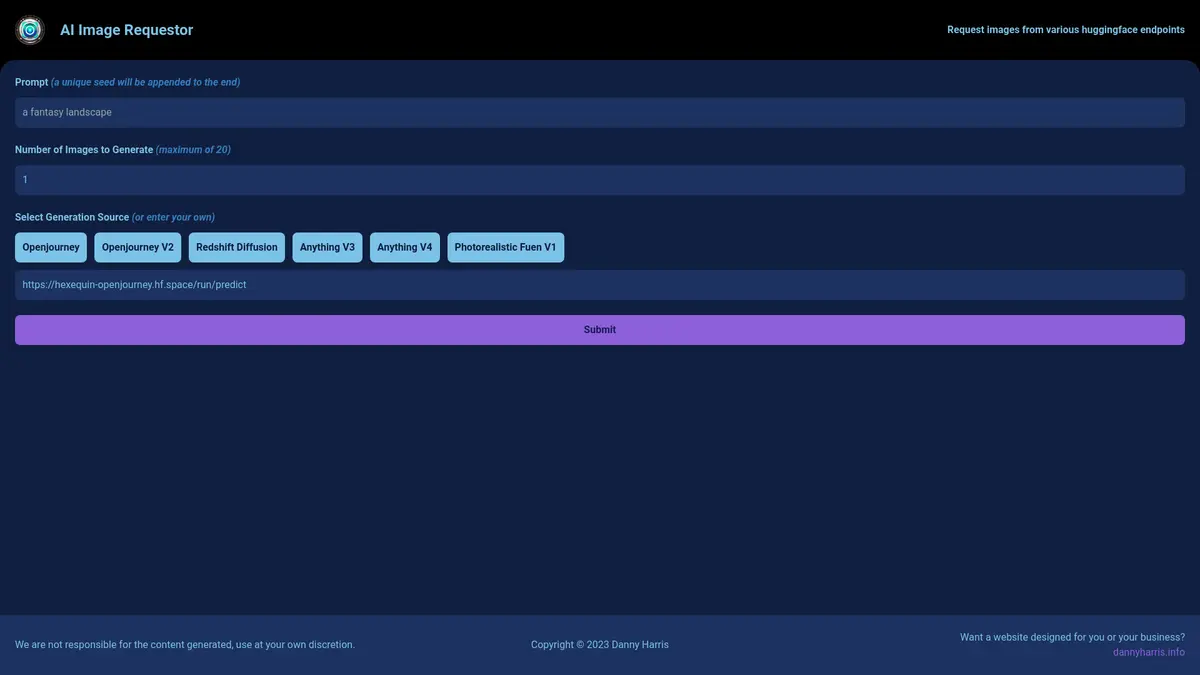 AI Image Requestor
Request images from various huggingface endpoints
Prompt (a unique seed will be appended to the end)
a fantasy landscape
Number of Images to Generate (maximum of 20)
1
Select Generation Source (or enter your own)
Openjourney
Openjourney V2
Redshift Diffusion
Anything V3
Anything V4
Photorealistic Fuen V1
https://hexequin-openjourney.hf.space/run/predict
Submit
We are not responsible for the content generated, use at your own discretion.
Copyright © 2023 Danny Harris
Want a website designed for you or your business?
dannyharris.info